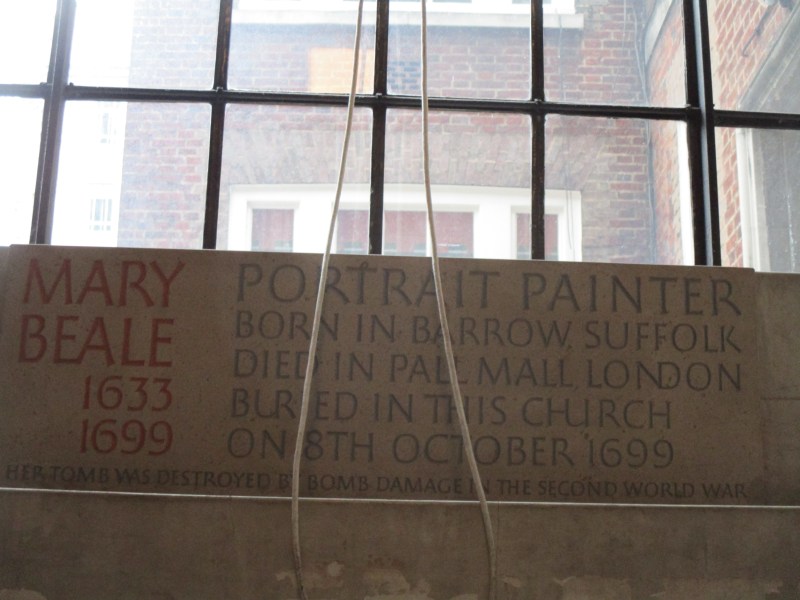 MARY
BEALE
1633
1699
PORTRAIT PAINTER
BORN IN BARROW, SUFFOLK
DIED IN PALL MALL LONDON
BURIED IN THIS CHURCH
ON 8TH OCTOBER 1699
HER TOMB WAS DESTROYED BY BOMB DAMAGE IN THE SECOND WORLD WAR